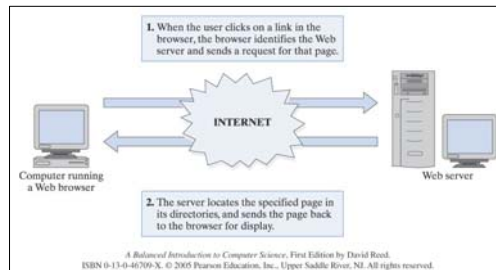 1. When the user clicks on a link in the
browser, the browser identifies the Web
server and sends a request for that page.
INTERNET
Computer running
a Web browser
Web server
2. The server locates the specified page in
its directories, and sends the page back
to the browser for display.
A Balanced Introduction to Computer Science, First Edition by David Reed.
ISBN 0-13-0-46709-X. © 2005 Pearson Education, Inc., Upper Saddle River, NJ. All rights reserved.